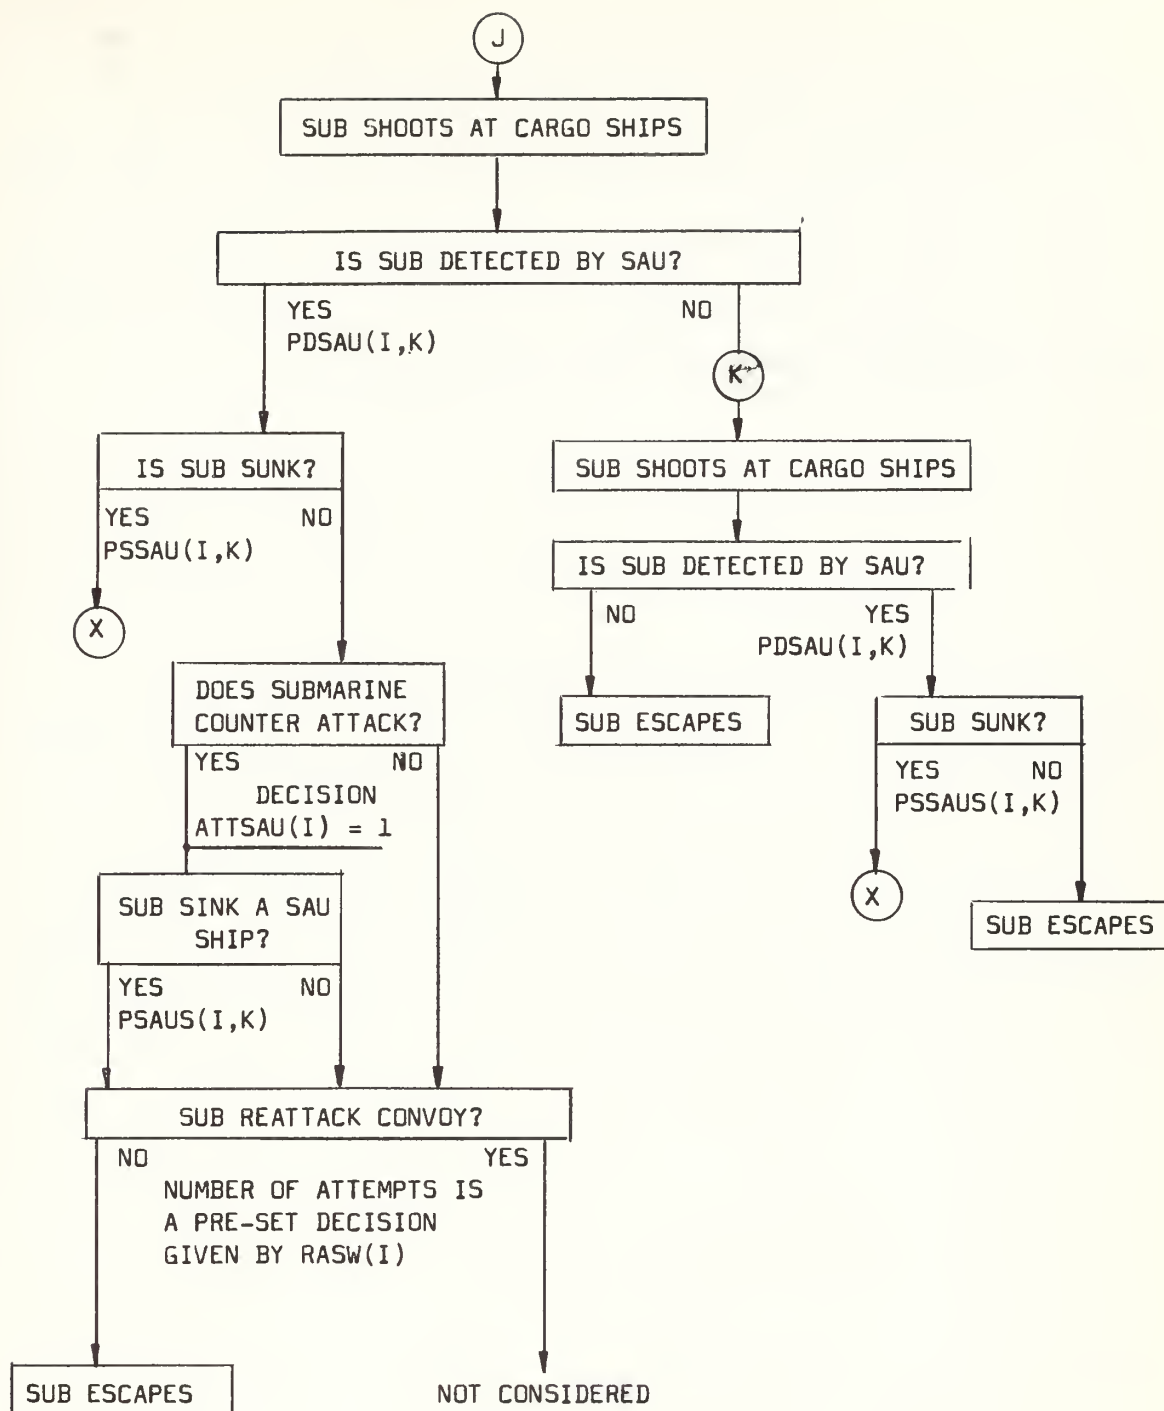 J
SUB SHOOTS AT CARGO SHIPS
IS SUB DETECTED BY SAU?
YES
PDSAU(I,K)
NO
K
IS SUB SUNK?
YES NO
PSSAU(I,K)
X
DOES SUBMARINE
COUNTER ATTACK?
YES NO
DECISION
ATTSAU(I) = 1
SUB SINK A SAU
SHIP?
YES NO
PSAUS(I,K)
SUB REATTACK CONVOY?
NO YES
NUMBER OF ATTEMPTS IS
A PRE-SET DECISION
GIVEN BY RASW(I)
SUB ESCAPES
NOT CONSIDERED
SUB SHOOTS AT CARGO SHIPS
IS SUB DETECTED BY SAU?
NO YES
PDSAU(I,K)
SUB ESCAPES
SUB SUNK?
YES NO
PSSAUS(I,K)
X
SUB ESCAPES